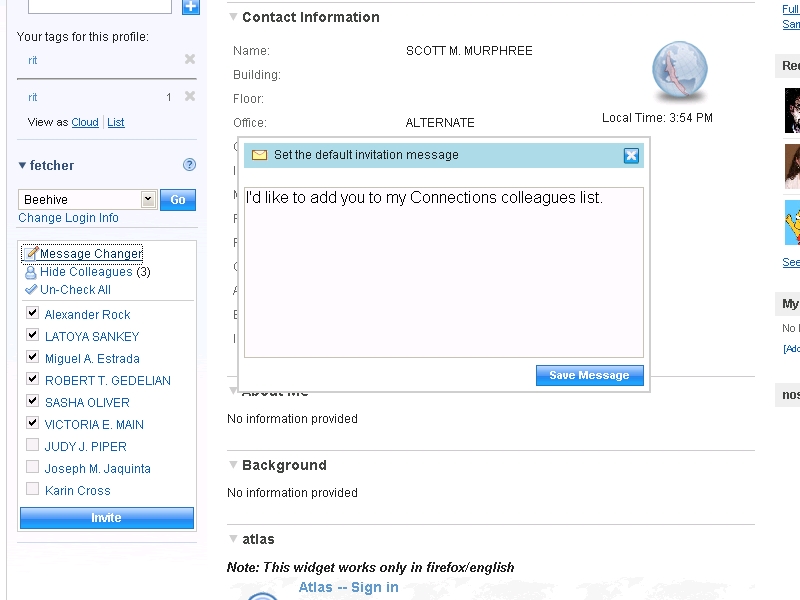 Your tags for this profile:
rit
rit 1
View as Cloud | List
fetcher
Beehive Go
Change Login Info
Message Changer
Hide Colleagues (3)
Un-Check All
Alexander Rock
LATOYA SANKEY
Miguel A. Estrada
ROBERT T. GEDELIAN
SASHA OLIVER
VICTORIA E. MAIN
JUDY J. PIPER
Joseph M. Jaquinta
Karin Cross
Invite
Contact Information
Name: SCOTT M. MURPHREE
Building:
Floor:
Office: ALTERNATE
Local Time: 3:54 PM
Set the default invitation message
I'd like to add you to my Connections colleagues list.
Save Message
About Me
No information provided
Background
No information provided
atlas
Note: This widget works only in firefox/english
Atlas -- Sign in
Full
See
My